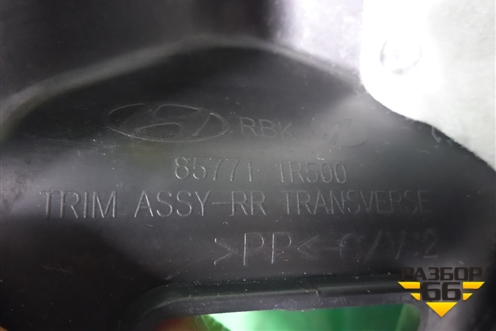 RBK
85771 1R500
TRIM ASSY-RR TRANSVERSE
>PP<
РАЗБОР
66